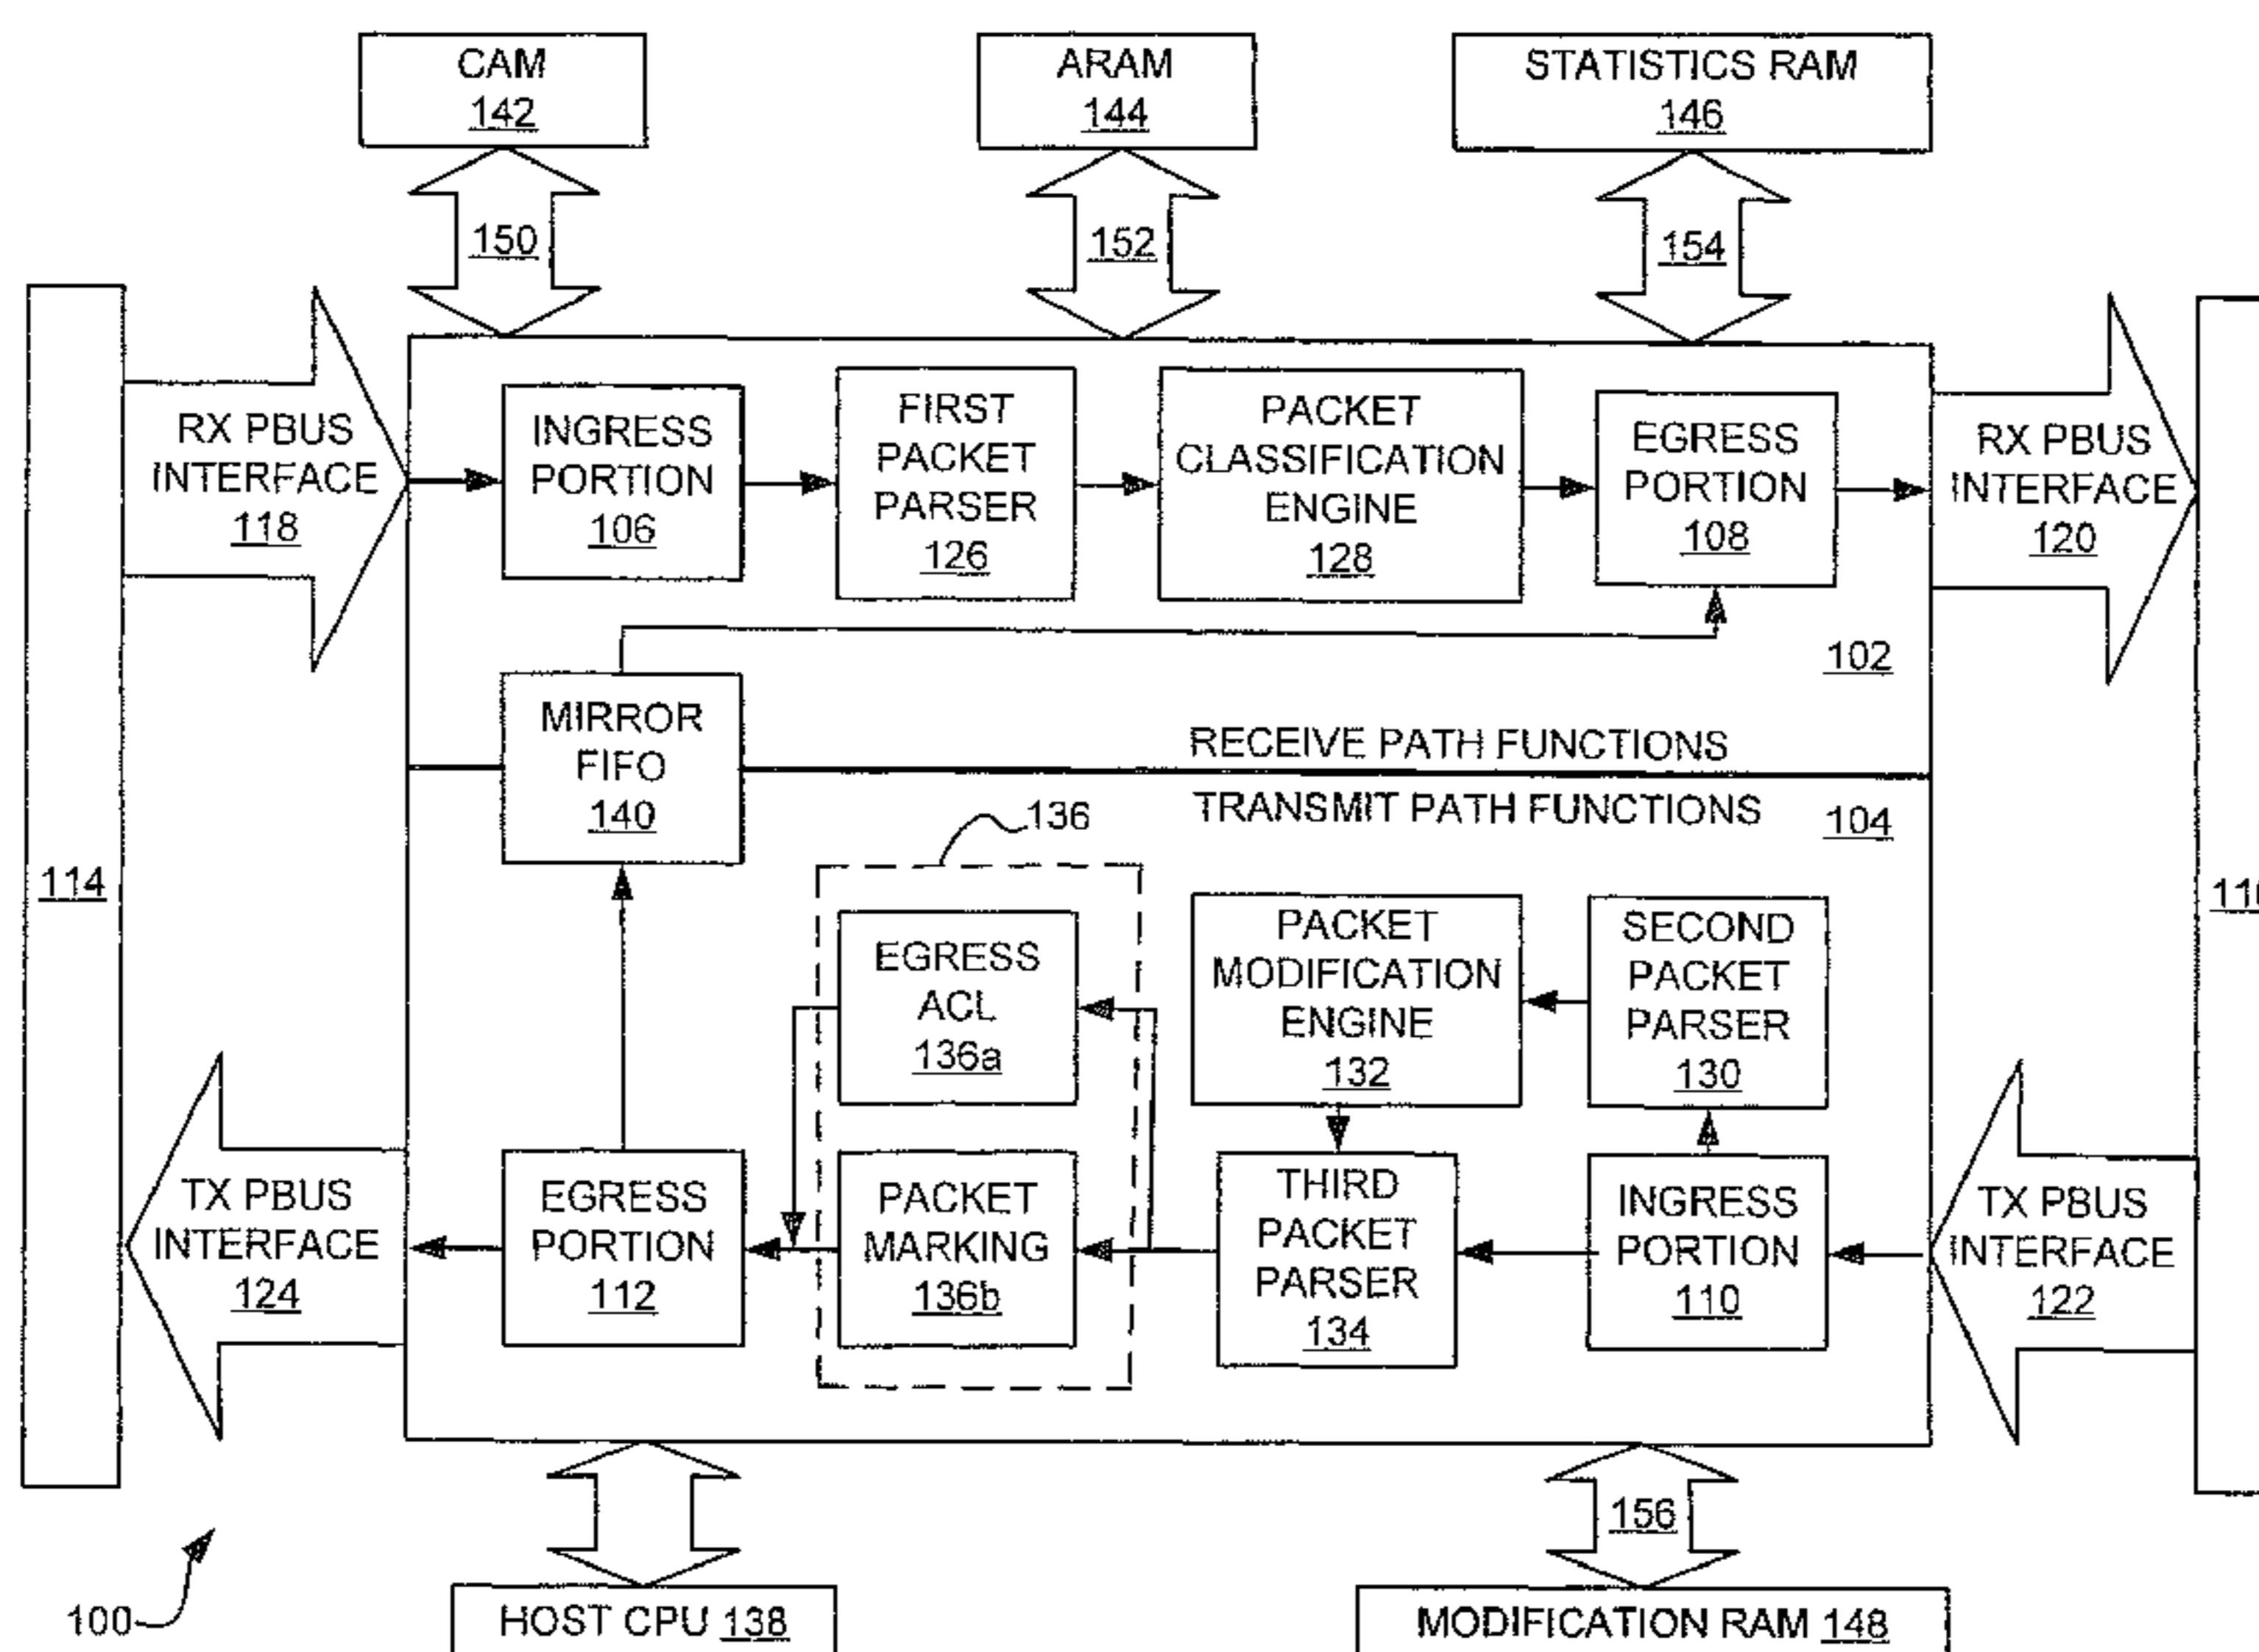 CAM
142
ARAM
144
STATISTICS RAM
146
150
152
154
RX PBUS
INTERFACE
118
INGRESS
PORTION
106
FIRST
PACKET
PARSER
126
PACKET
CLASSIFICATION
ENGINE
128
EGRESS
PORTION
108
RX PBUS
INTERFACE
120
102
MIRROR
FIFO
140
RECEIVE PATH FUNCTIONS
TRANSMIT PATH FUNCTIONS
104
136
114
EGRESS
ACL
136a
PACKET
MODIFICATION
ENGINE
132
SECOND
PACKET
PARSER
130
TX PBUS
INTERFACE
124
EGRESS
PORTION
112
PACKET
MARKING
136b
THIRD
PACKET
PARSER
134
INGRESS
PORTION
110
TX PBUS
INTERFACE
122
156
100
HOST CPU 138
MODIFICATION RAM 148